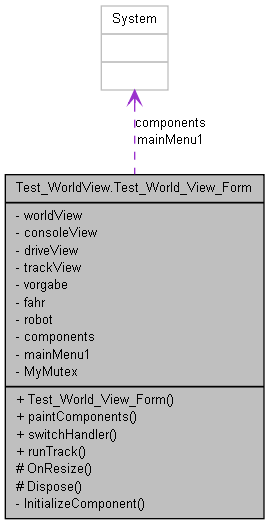 System
components
mainMenu1
Test_WorldView.Test_World_View_Form
- worldView
- consoleView
- driveView
- trackView
- vorgabe
- fahr
- robot
- components
- mainMenu1
- MyMutex
+ Test_World_View_Form()
+ paintComponents()
+ switchHandler()
+ runTrack()
# OnResize()
# Dispose()
- InitializeComponent()